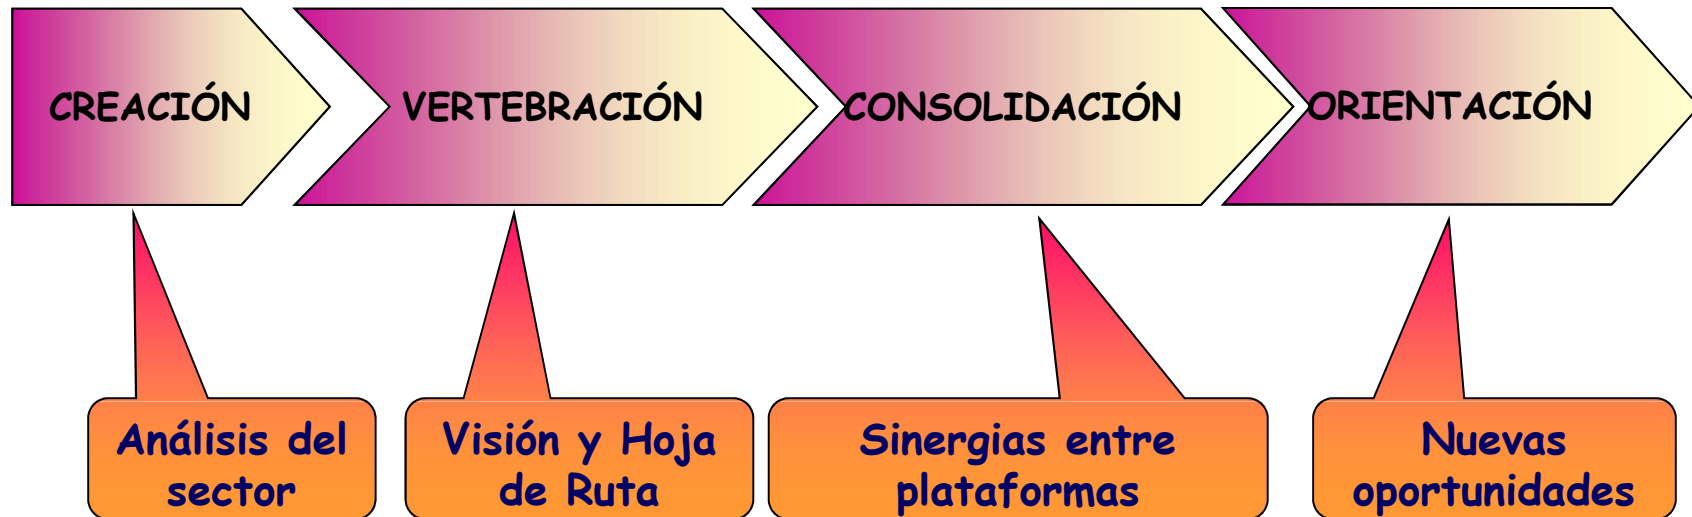 CREACIÓN
VERTEBRACIÓN
CONSOLIDACIÓN
ORIENTACIÓN
Análisis del
sector
Visión y Hoja
de Ruta
Sinergias entre
plataformas
Nuevas
oportunidades